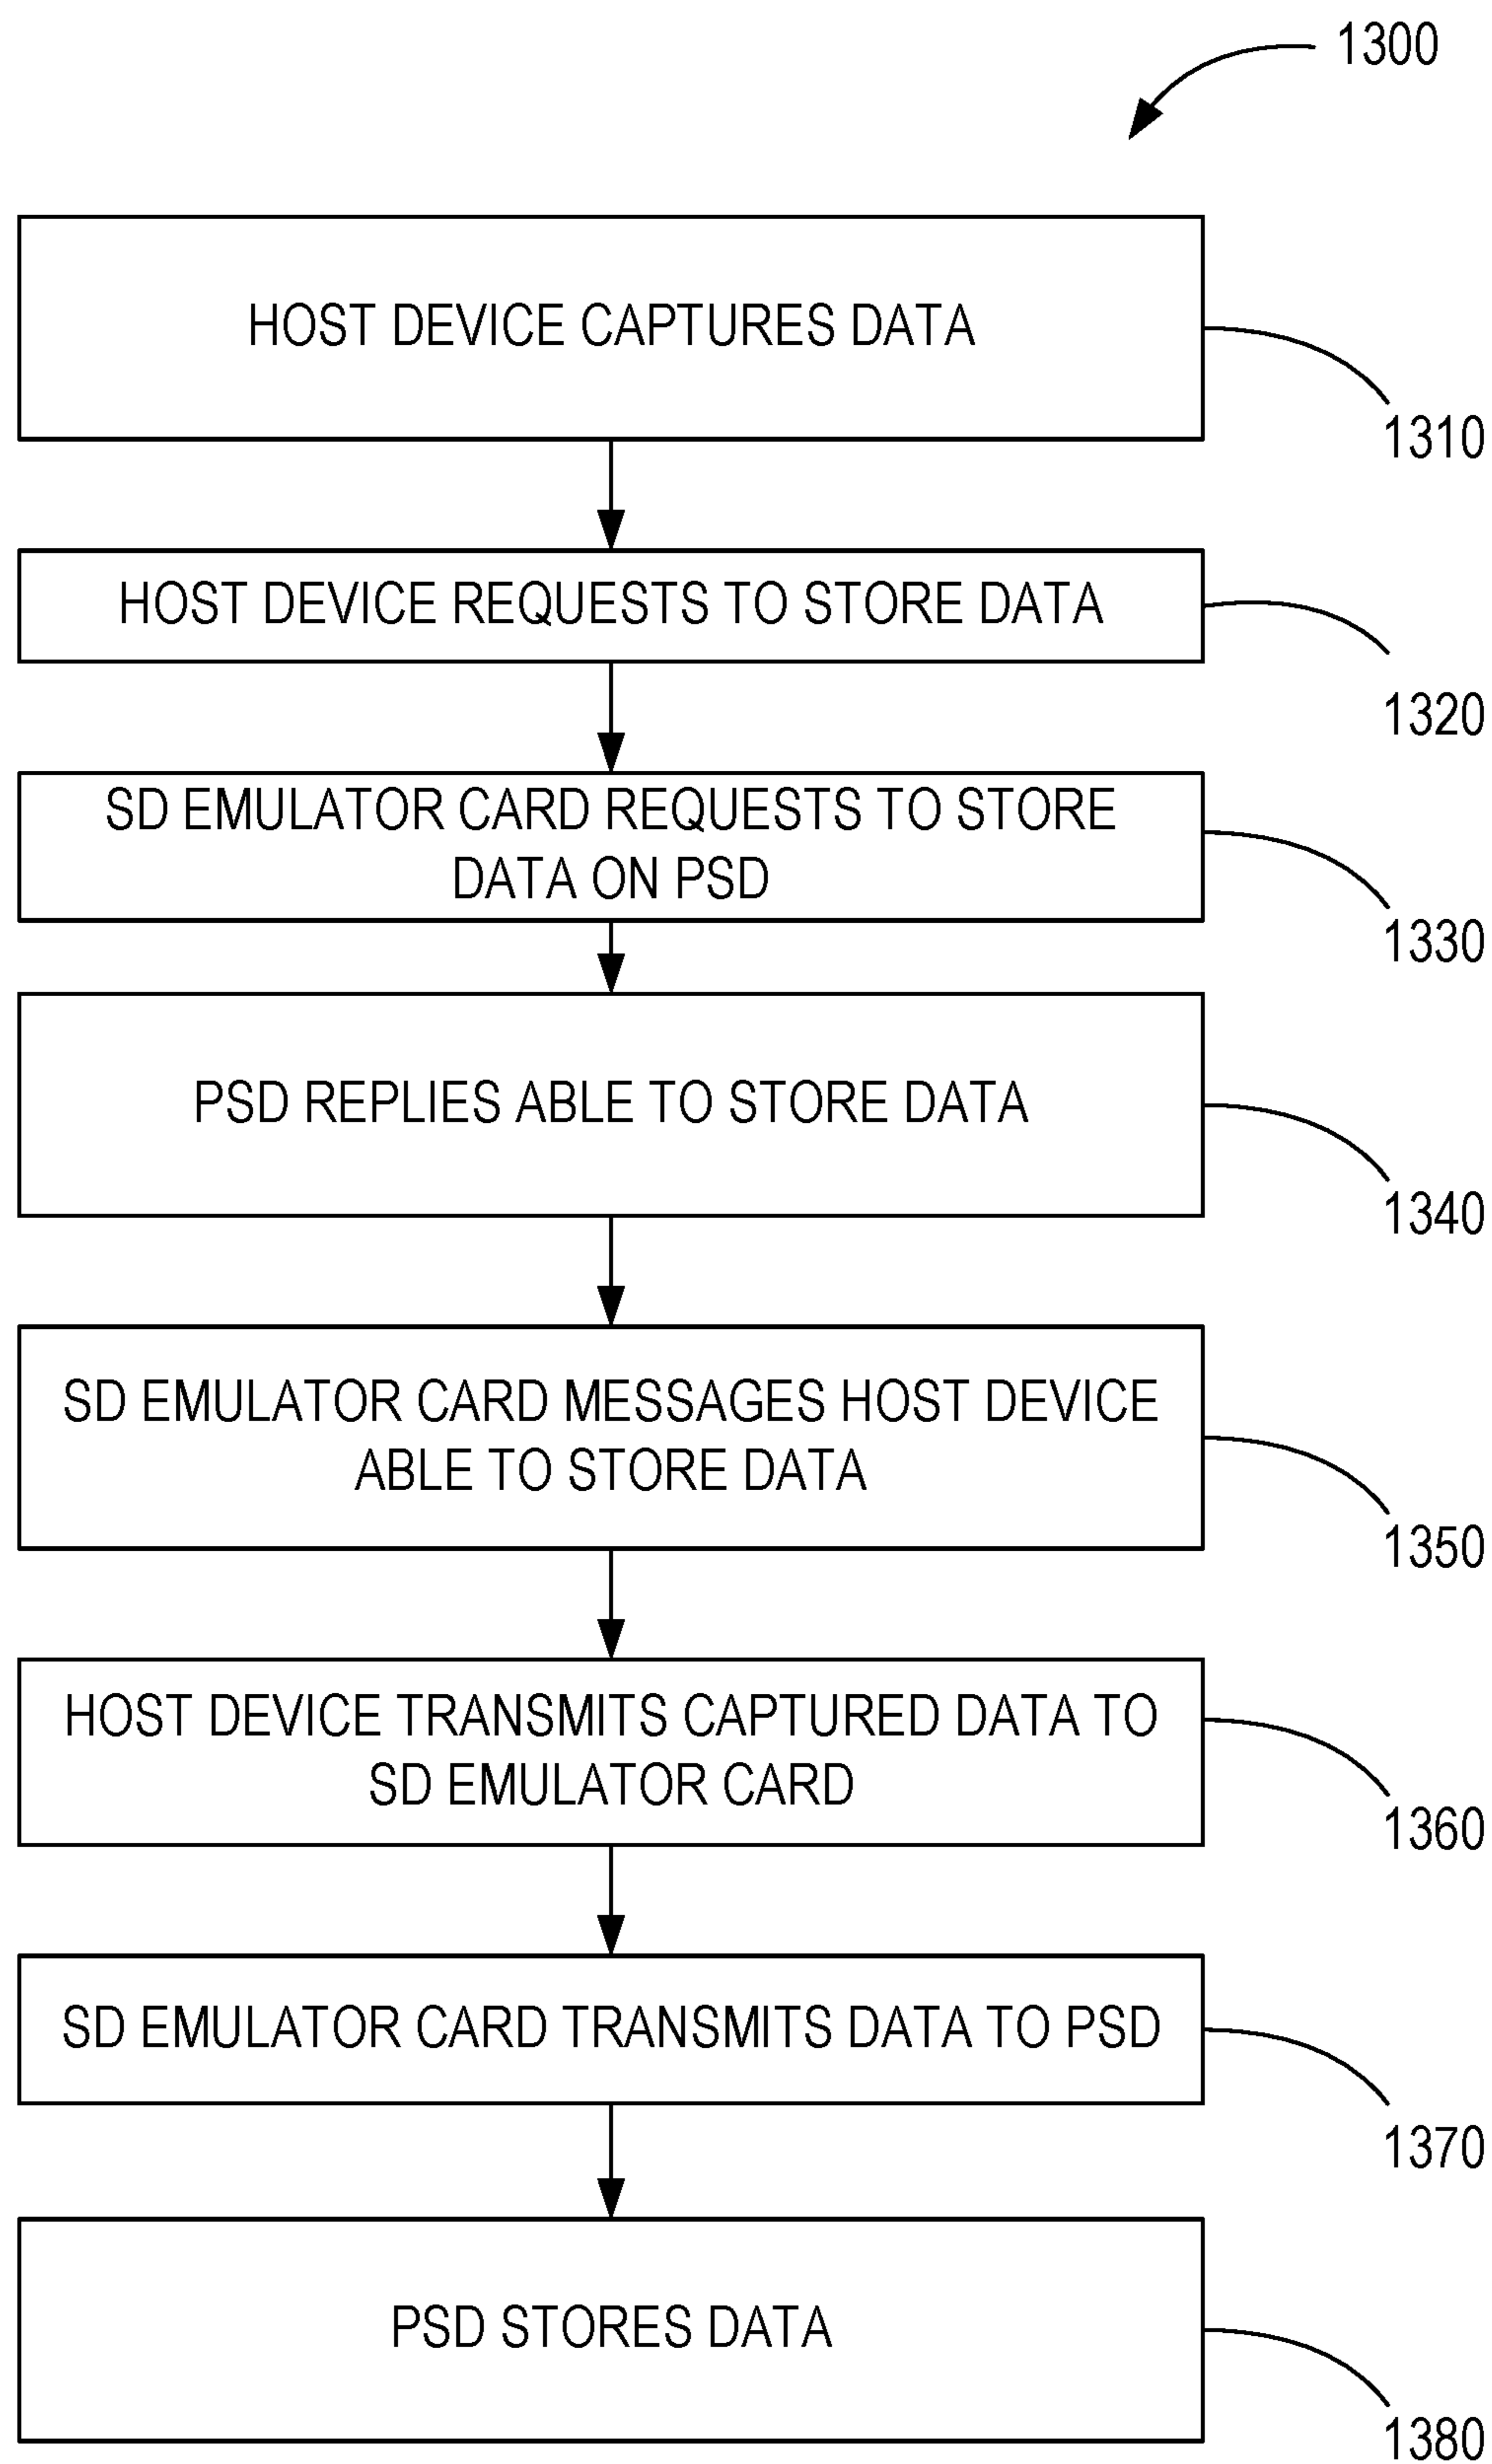 1300
HOST DEVICE CAPTURES DATA
1310
HOST DEVICE REQUESTS TO STORE DATA
1320
SD EMULATOR CARD REQUESTS TO STORE
DATA ON PSD
1330
PSD REPLIES ABLE TO STORE DATA
1340
SD EMULATOR CARD MESSAGES HOST DEVICE
ABLE TO STORE DATA
1350
HOST DEVICE TRANSMITS CAPTURED DATA TO
SD EMULATOR CARD
1360
SD EMULATOR CARD TRANSMITS DATA TO PSD
1370
PSD STORES DATA
1380